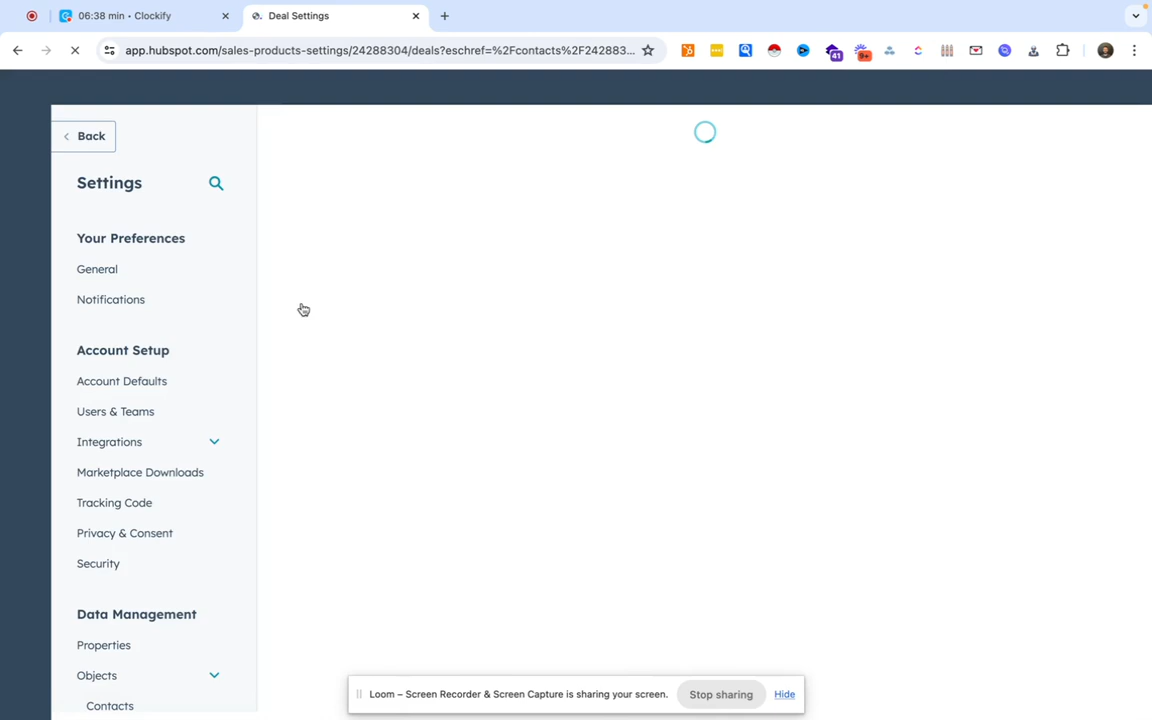 06:38 min • Clockify
Deal Settings
app.hubspot.com/sales-products-settings/24288304/deals?eschref=%2Fcontacts%2F242883...
41
9+
Back
Settings
Your Preferences
General
Notifications
Account Setup
Account Defaults
Users & Teams
Integrations
Marketplace Downloads
Tracking Code
Privacy & Consent
Security
Data Management
Properties
Objects
Contacts
Loom – Screen Recorder & Screen Capture is sharing your screen.
Stop sharing
Hide